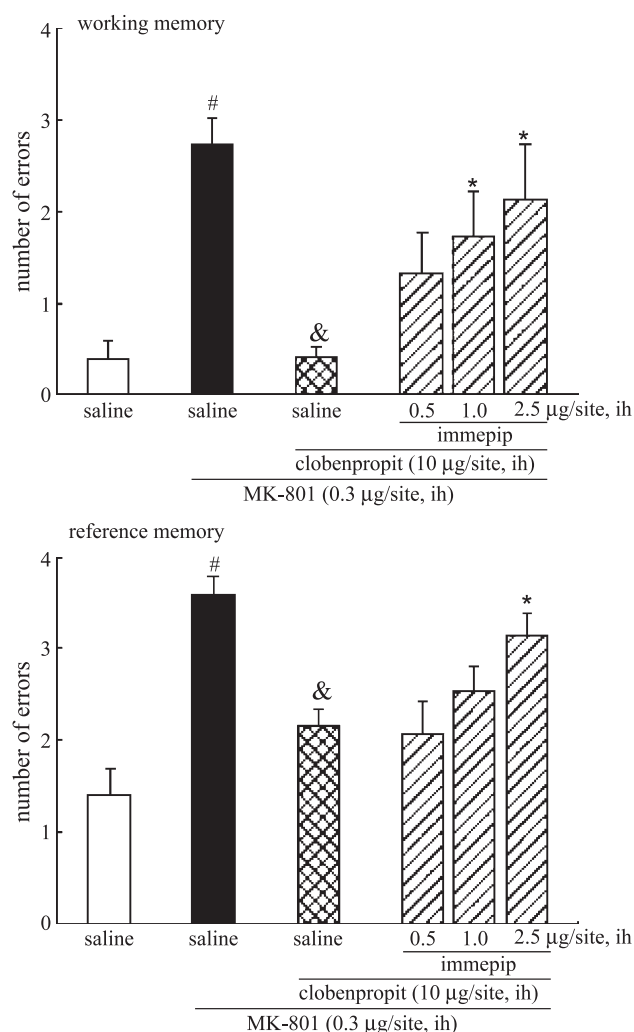 working memory
number of errors
4
3
2
1
0
#
&
*
*
saline
saline
saline
0.5
1.0
2.5 μg/site, ih
immepip
clobenpropit (10 μg/site, ih)
MK-801 (0.3 μg/site, ih)
reference memory
number of errors
4
3
2
1
0
#
&
*
saline
saline
saline
0.5
1.0
2.5 μg/site, ih
immepip
clobenpropit (10 μg/site, ih)
MK-801 (0.3 μg/site, ih)